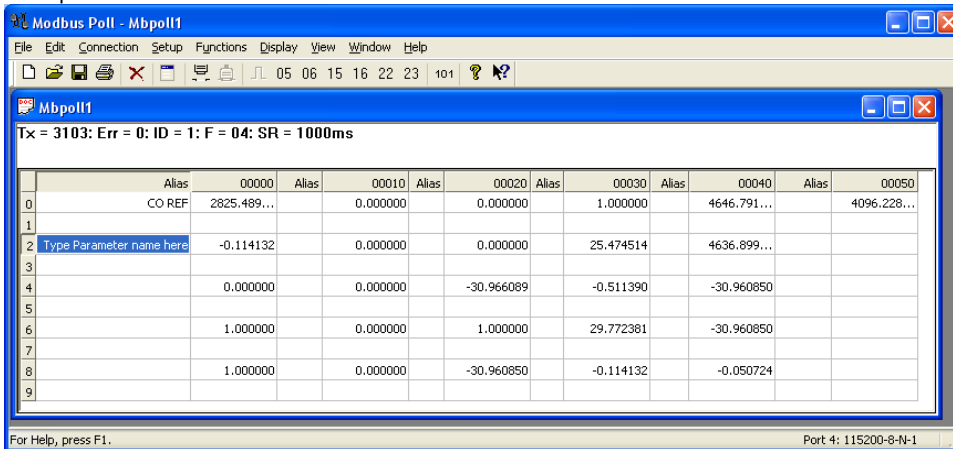 Modbus Poll - Mbpoll1
File Edit Connection Setup Functions Display View Window Help
05 06 15 16 22 23 101
Mbpoll1
Tx = 3103: Err = 0: ID = 1: F = 04: SR = 1000ms
Alias 00000 Alias 00010 Alias 00020 Alias 00030 Alias 00040 Alias 00050
0 CO REF 2825.489... 0.000000 0.000000 1.000000 4646.791... 4096.228...
1
2 Type Parameter name here -0.114132 0.000000 0.000000 25.474514 4636.899...
3
4 0.000000 0.000000 -30.966089 -0.511390 -30.960850
5
6 1.000000 0.000000 1.000000 29.772381 -30.960850
7
8 1.000000 0.000000 -30.960850 -0.114132 -0.050724
9
For Help, press F1. Port 4: 115200-8-N-1